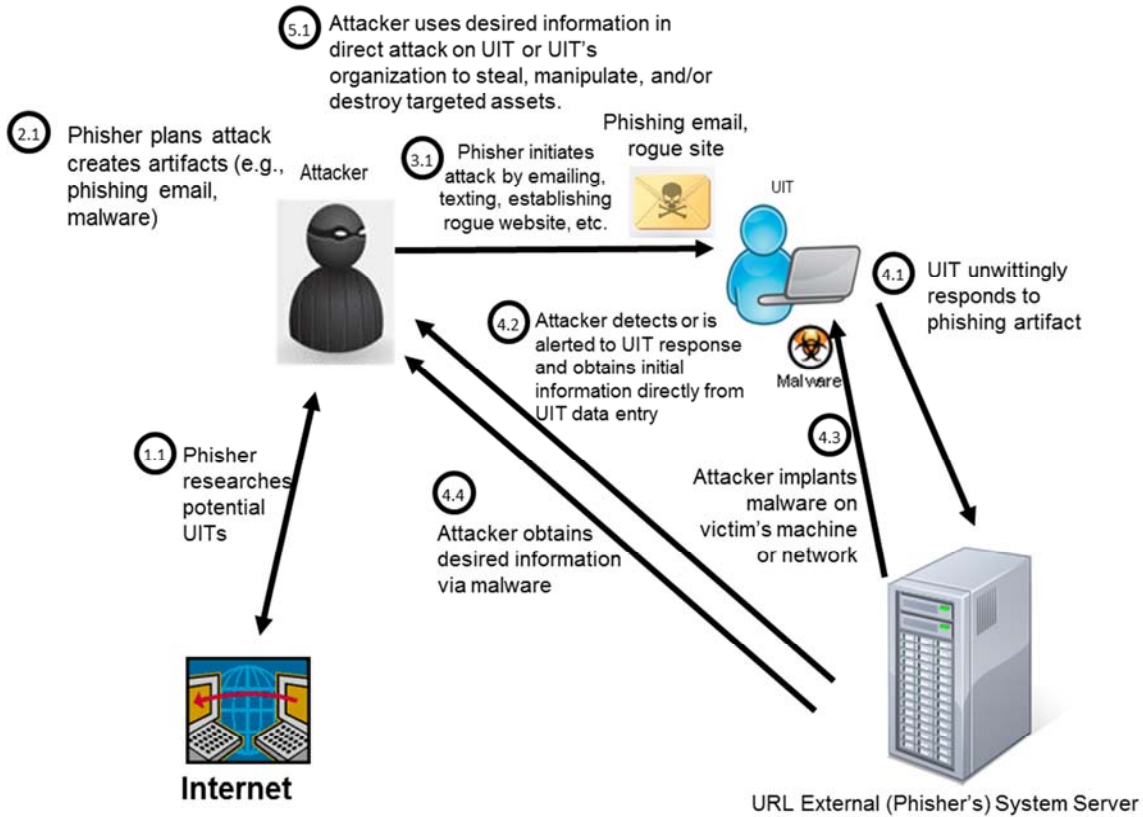 5.1 Attacker uses desired information in
direct attack on UIT or UIT's
organization to steal, manipulate, and/or
destroy targeted assets.
2.1 Phisher plans attack
creates artifacts (e.g.,
phishing email,
malware)
Attacker
3.1 Phisher initiates
attack by emailing,
texting, establishing
rogue website, etc.
Phishing email,
rogue site
UIT
4.1 UIT unwittingly
responds to
phishing artifact
4.2 Attacker detects or is
alerted to UIT response
and obtains initial
information directly from
UIT data entry
Malware
4.3
Attacker implants
malware on
victim's machine
or network
1.1 Phisher
researches
potential
UITs
4.4
Attacker obtains
desired information
via malware
Internet
URL External (Phisher's) System Server